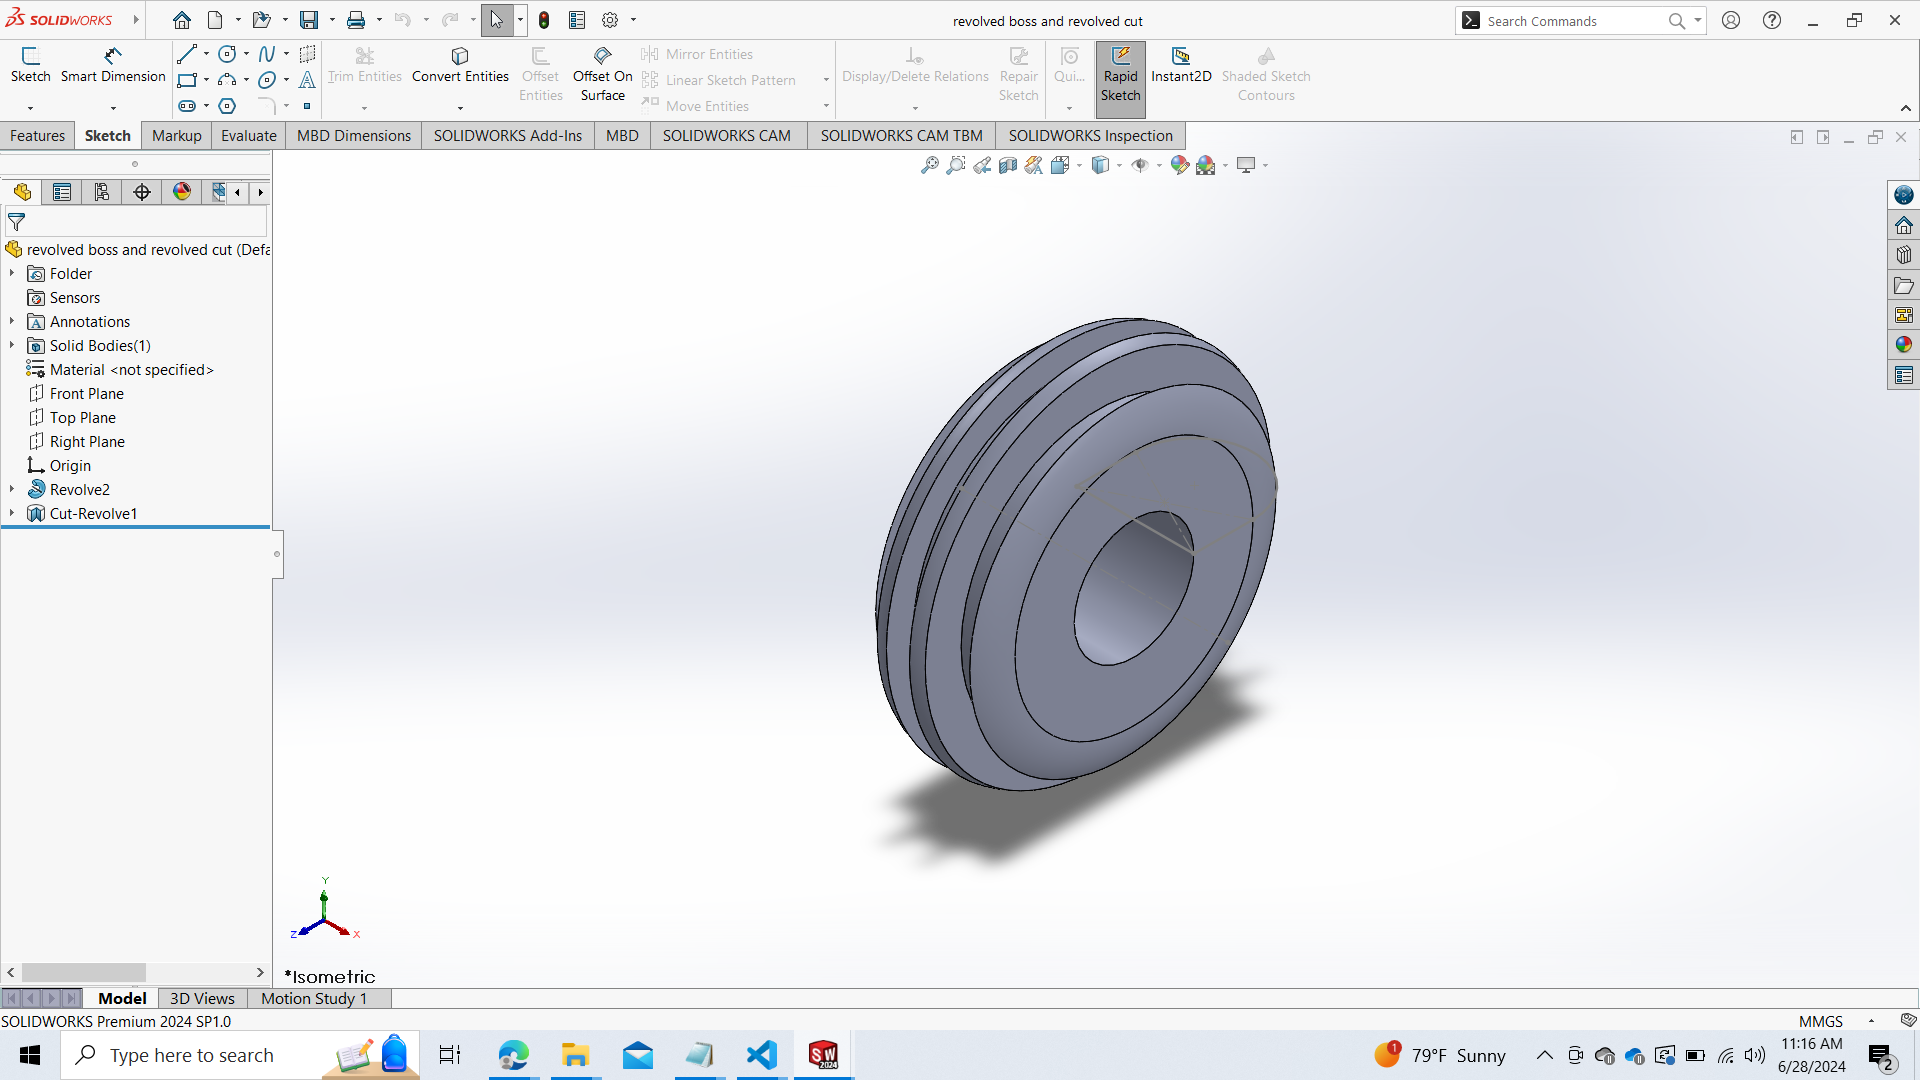 SOLIDWORKS
revolved boss and revolved cut
Search Commands
Sketch
Smart Dimension
Trim Entities
Convert Entities
Offset Entities
Offset On Surface
Mirror Entities
Linear Sketch Pattern
Move Entities
Display/Delete Relations
Repair Sketch
Qui...
Rapid Sketch
Instant2D
Shaded Sketch Contours
Features
Sketch
Markup
Evaluate
MBD Dimensions
SOLIDWORKS Add-Ins
MBD
SOLIDWORKS CAM
SOLIDWORKS CAM TBM
SOLIDWORKS Inspection
revolved boss and revolved cut (Defa
Folder
Sensors
Annotations
Solid Bodies(1)
Material <not specified>
Front Plane
Top Plane
Right Plane
Origin
Revolve2
Cut-Revolve1
Y
Z
X
*Isometric
Model
3D Views
Motion Study 1
SOLIDWORKS Premium 2024 SP1.0
MMGS
Type here to search
SW
2024
1
79°F Sunny
11:16 AM
6/28/2024
2